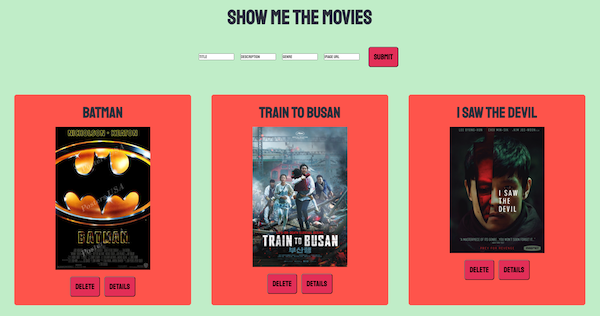 SHOW ME THE MOVIES
TITLE DESCRIPTION GENRE IMAGE URL SUBMIT
BATMAN
NICHOLSON • KEATON
BATMAN
DELETE DETAILS
TRAIN TO BUSAN
TRAIN TO BUSAN
부산행
DELETE DETAILS
I SAW THE DEVIL
I SAW
THE
DEVIL
DELETE DETAILS